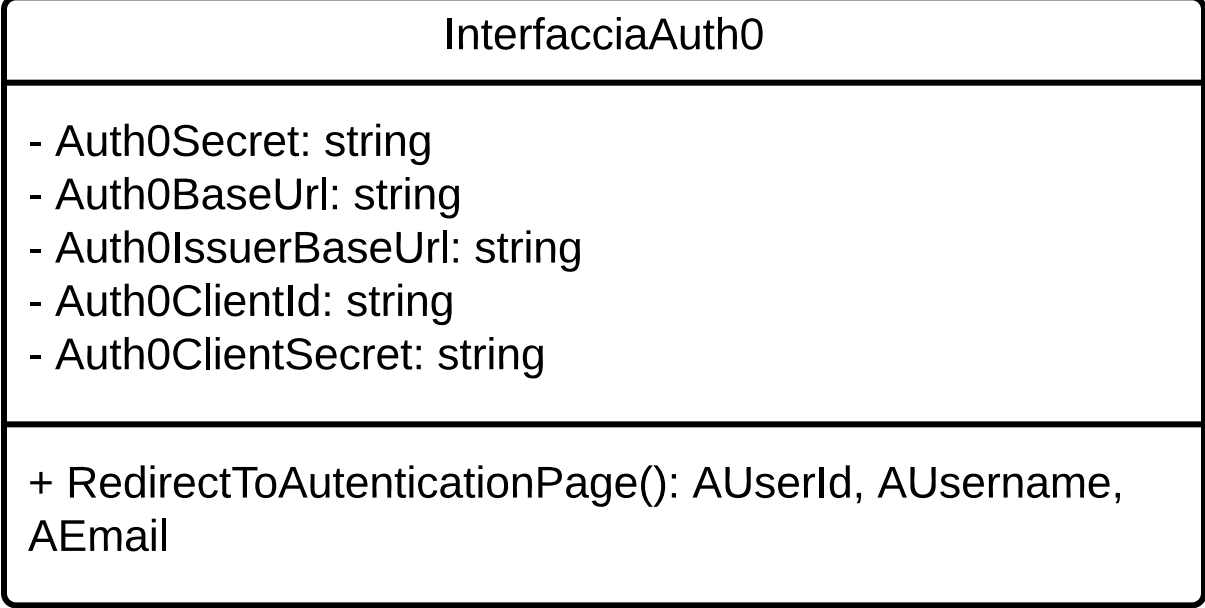 InterfacciaAuth0
- Auth0Secret: string
- Auth0BaseUrl: string
- Auth0IssuerBaseUrl: string
- Auth0ClientId: string
- Auth0ClientSecret: string
+ RedirectToAutenticationPage(): AUserId, AUsername,
AEmail